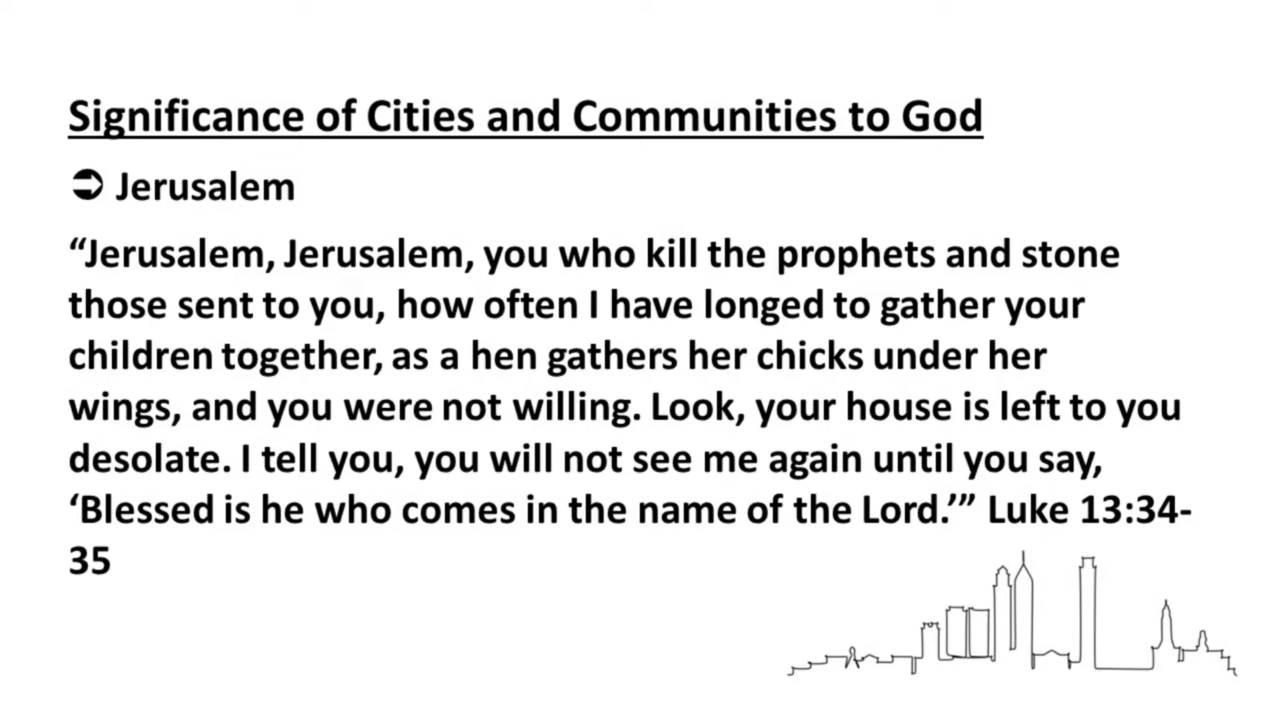 Significance of Cities and Communities to God
➲ Jerusalem
“Jerusalem, Jerusalem, you who kill the prophets and stone
those sent to you, how often I have longed to gather your
children together, as a hen gathers her chicks under her
wings, and you were not willing. Look, your house is left to you
desolate. I tell you, you will not see me again until you say,
‘Blessed is he who comes in the name of the Lord.’” Luke 13:34-
35